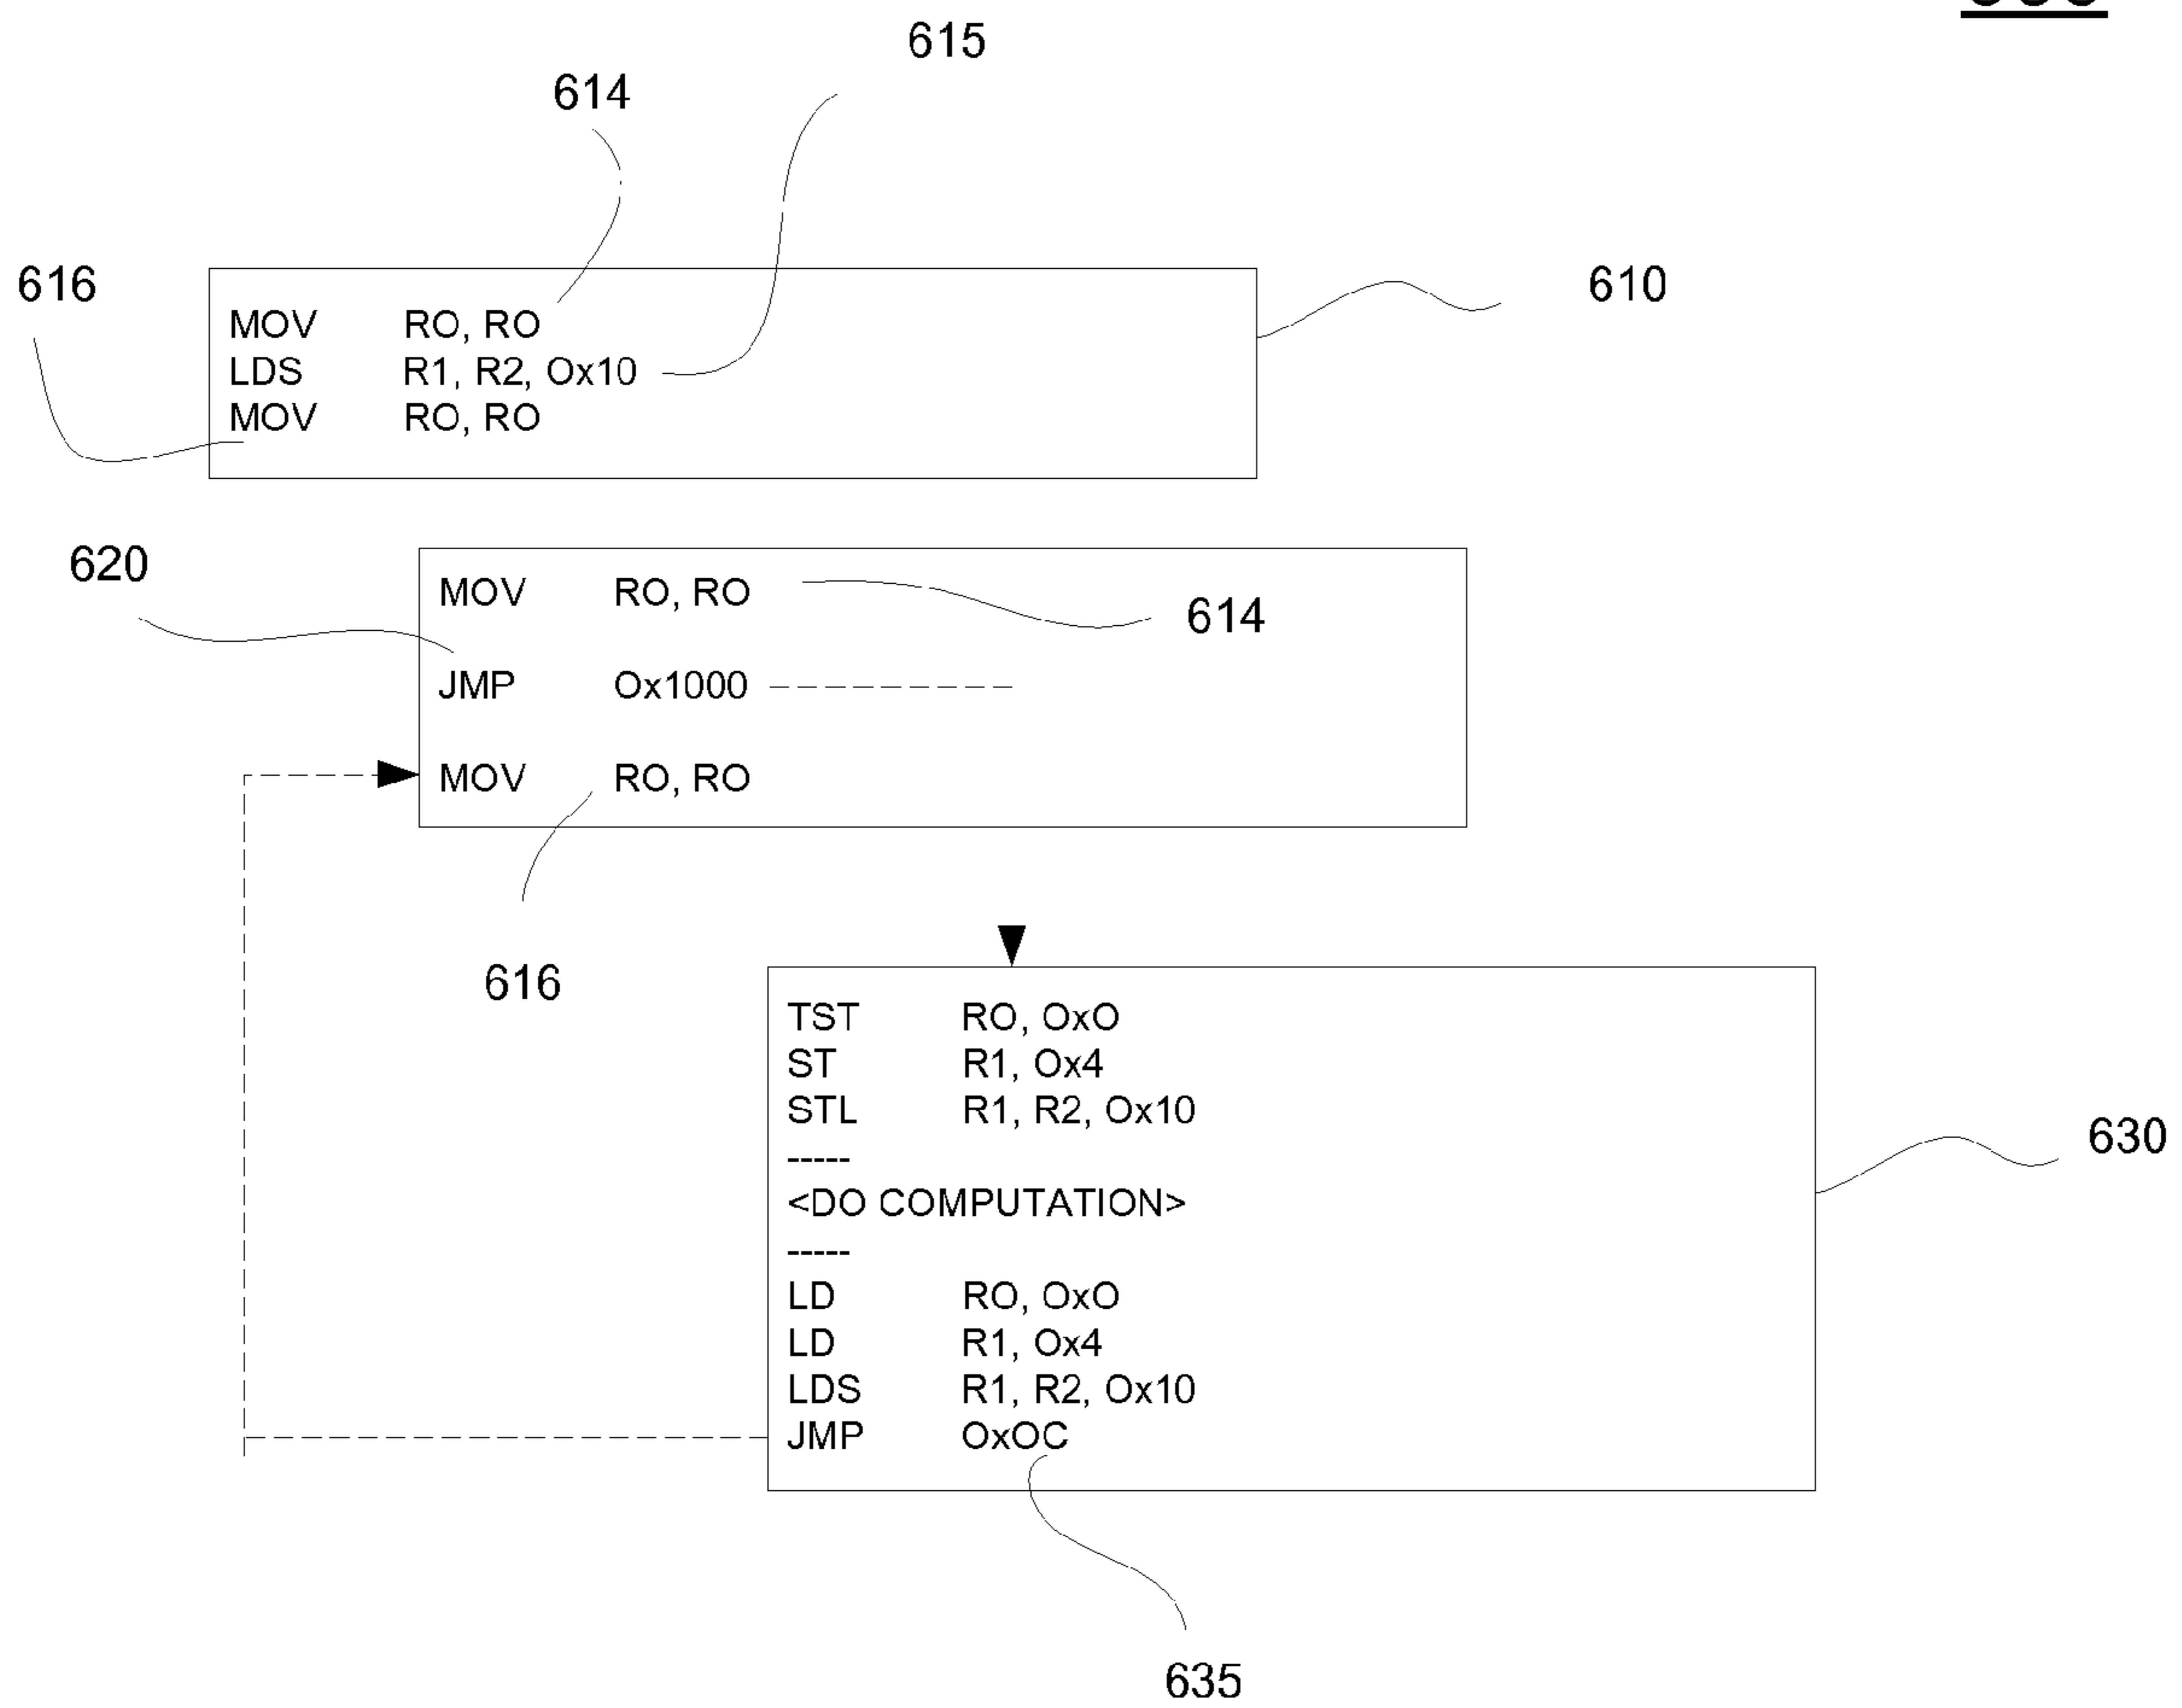 615
614
616
610
MOV RO, RO
LDS R1, R2, Ox10
MOV RO, RO
620
MOV RO, RO
614
JMP Ox1000
MOV RO, RO
616
TST RO, OxO
ST R1, Ox4
STL R1, R2, Ox10
-----
<DO COMPUTATION>
-----
LD RO, OxO
LD R1, Ox4
LDS R1, R2, Ox10
JMP OxOC
630
635